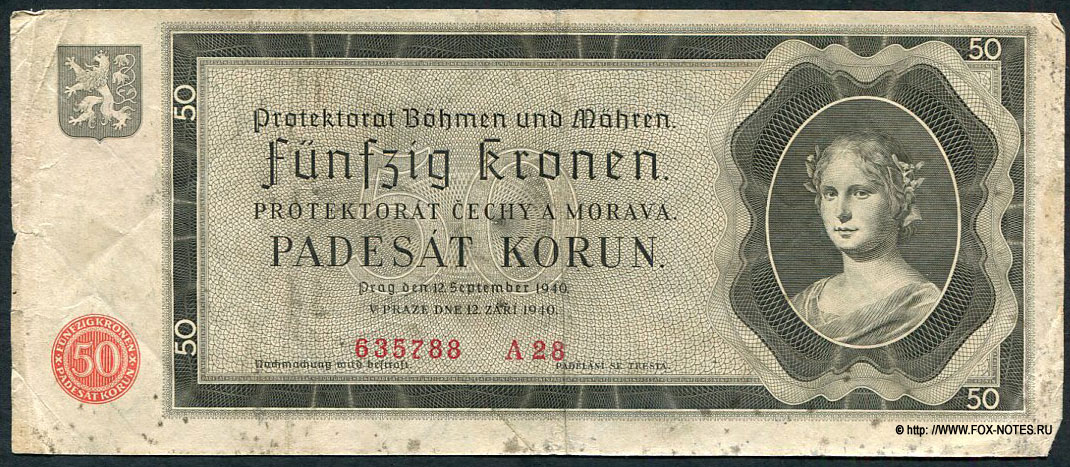 50
50
Protektorat Böhmen und Mähren.
Fünfzig Kronen.
PROTEKTORÁT ČECHY A MORAVA.
PADESÁT KORUN.
Prag den 12. September 1940.
V PRAZE DNE 12. ZÁŘÍ 1940.
635788 A 28
Nachmachung wird bestraft. PADĚLÁNÍ SE TRESTÁ.
50
50
FÜNFZIG KRONEN
50
PADESÁT KORUN
50
© http: //WWW.FOX-NOTES.RU